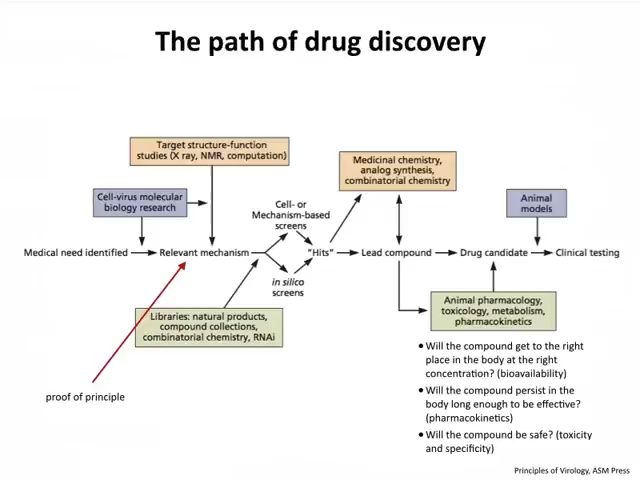 The path of drug discovery
Target structure-function
studies (X ray, NMR, computation)
Medicinal chemistry,
analog synthesis,
combinatorial chemistry
Cell-virus molecular
biology research
Cell- or
Mechanism-based
screens
Animal
models
Medical need identified
Relevant mechanism
"Hits"
Lead compound
Drug candidate
Clinical testing
in silico
screens
Libraries: natural products,
compound collections,
combinatorial chemistry, RNAi
Animal pharmacology,
toxicology, metabolism,
pharmacokinetics
proof of principle
• Will the compound get to the right
place in the body at the right
concentration? (bioavailability)
• Will the compound persist in the
body long enough to be effective?
(pharmacokinetics)
• Will the compound be safe? (toxicity
and specificity)
Principles of Virology, ASM Press